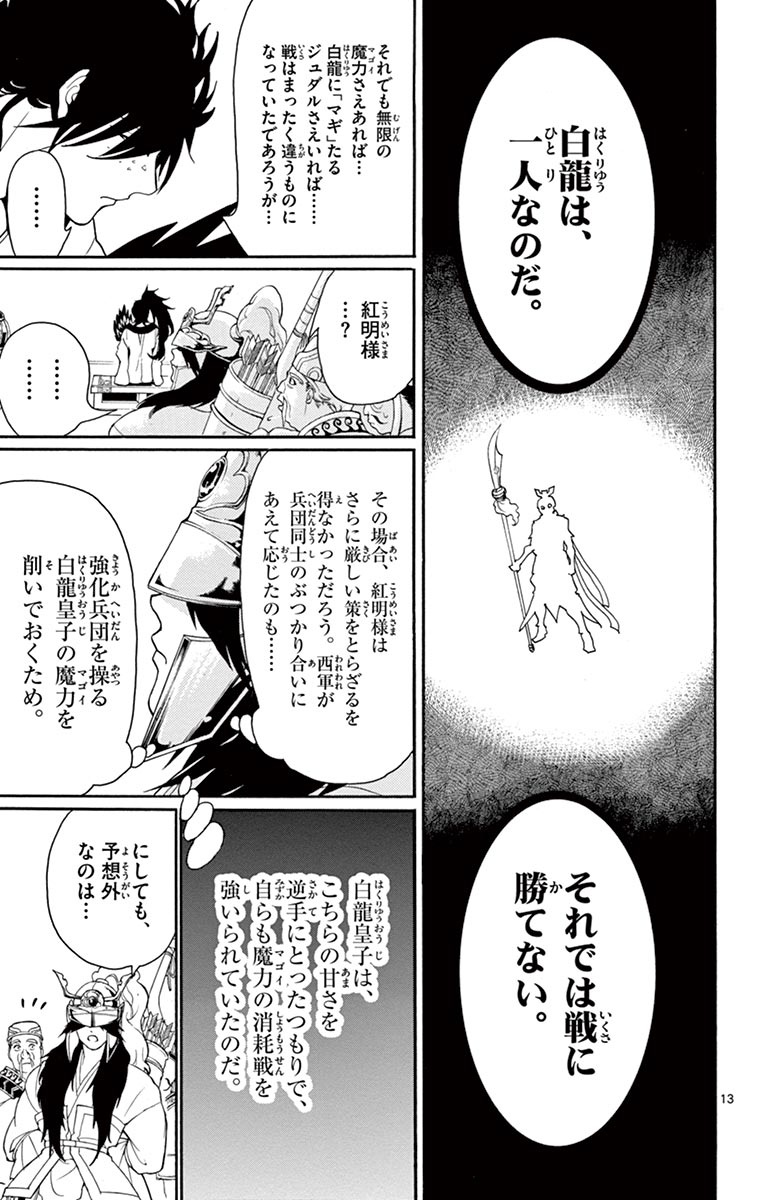 白龍は、
一人なのだ。
それでは戦に
勝てない。
それでも無限の
魔力さえあれば…
白龍に「マギ」たる
ジュダルさえいれば……
戦はまったく違うものに
なっていたであろうが…
……
紅明様
…?
……
その場合、紅明様は
さらに厳しい策をとらざるを
得なかっただろう。西軍が
兵団同士のぶつかり合いに
あえて応じたのも……
強化兵団を操る
白龍皇子の魔力を
削いでおくため。
白龍皇子は、
こちらの甘さを
逆手にとったつもりで、
自らも魔力の消耗戦を
強いられていたのだ。
にしても、
予想外
なのは…
13